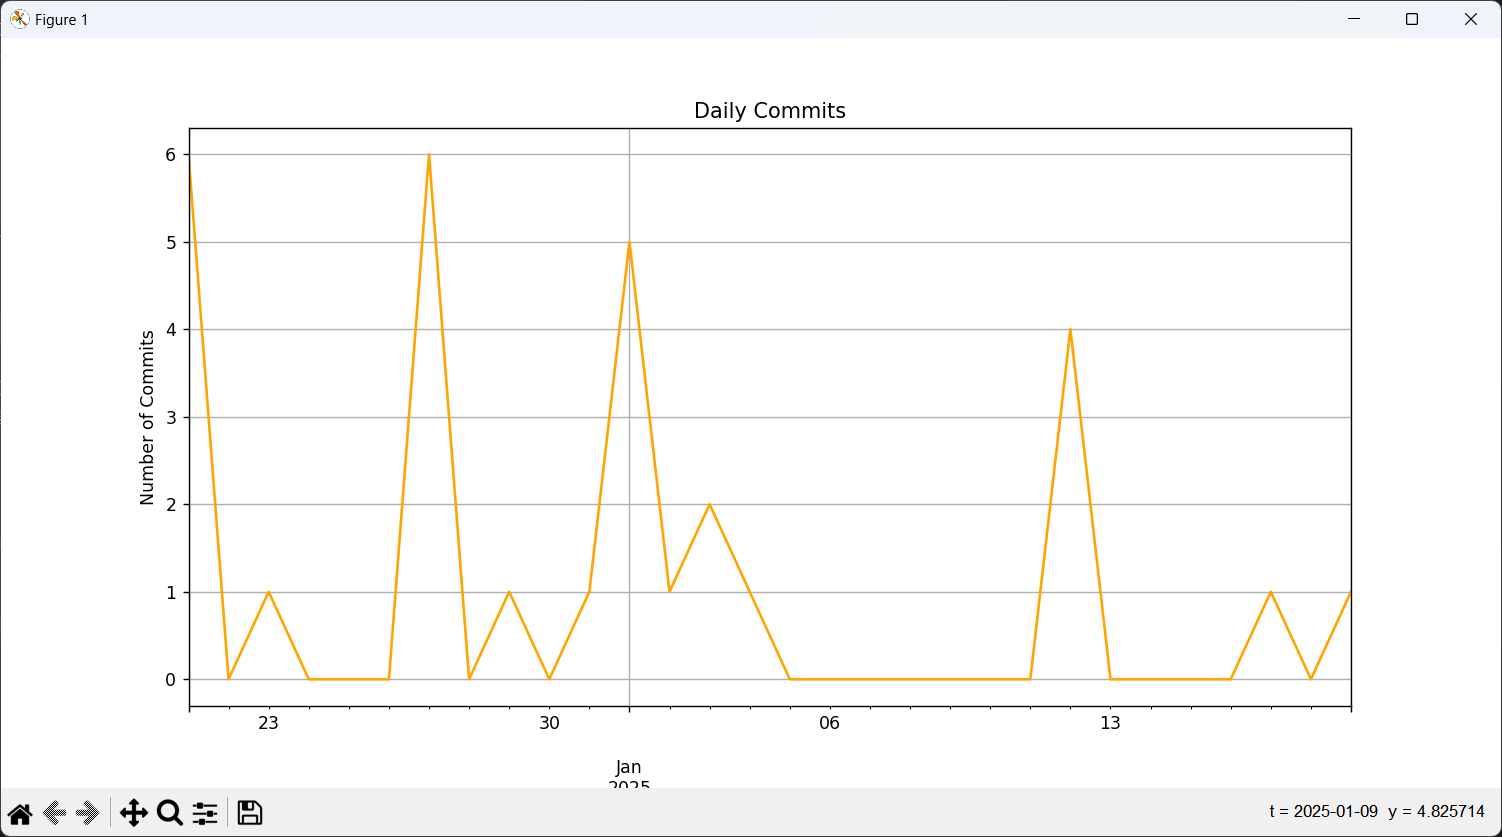 Figure 1
Daily Commits
Number of Commits
6
5
4
3
2
1
0
23 30 06 13
Jan
2025
t = 2025-01-09 y = 4.825714